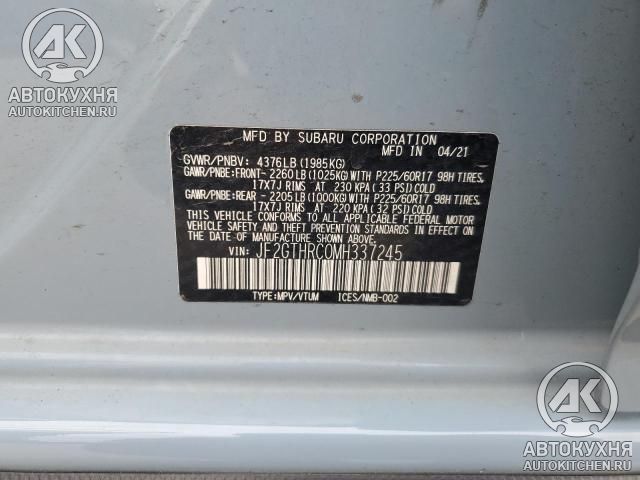 AK
АВТОКУХНЯ
AUTOKITCHEN.RU
MFD BY SUBARU CORPORATION
MFD IN 04/21
GVWR/PNBV: 4376LB(1985KG)
GAWR/PNBE:FRONT- 2260LB(1025KG)WITH P225/60R17 98H TIRES,
17X7J RIMS AT 230 KPA(33 PSI)COLD
GAWR/PNBE:REAR - 2205LB(1000KG)WITH P225/60R17 98H TIRES,
17X7J RIMS AT 220 KPA(32 PSI)COLD
THIS VEHICLE CONFORMS TO ALL APPLICABLE FEDERAL MOTOR
VEHICLE SAFETY AND THEFT PREVENTION STANDARDS IN EFFECT
ON THE DATE OF MANUFACTURE SHOWN ABOVE.
VIN: JF2GTHRC0MH337245
TYPE:MPV/VTUM ICES/NMB-002
AK
АВТОКУХНЯ
AUTOKITCHEN.RU